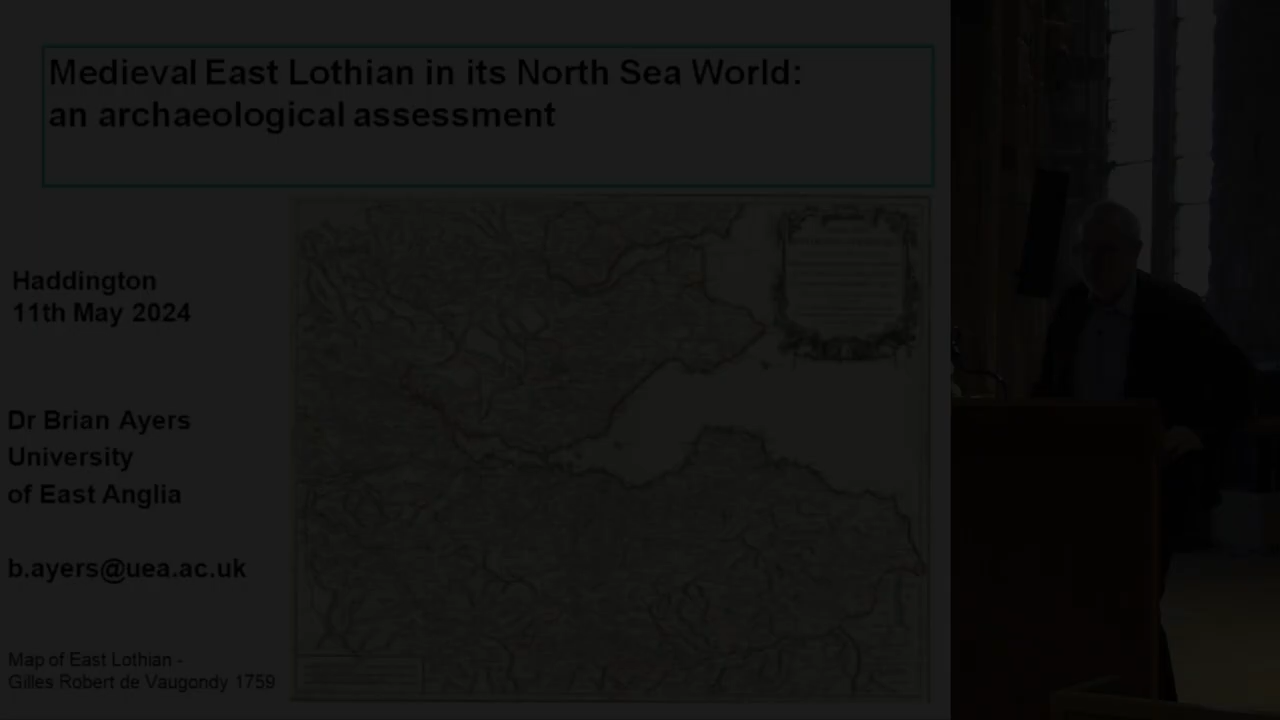 Medieval East Lothian in its North Sea World:
an archaeological assessment
Haddington
11th May 2024
Dr Brian Ayers
University
of East Anglia
b.ayers@uea.ac.uk
Map of East Lothian -
Gilles Robert de Vaugondy 1759